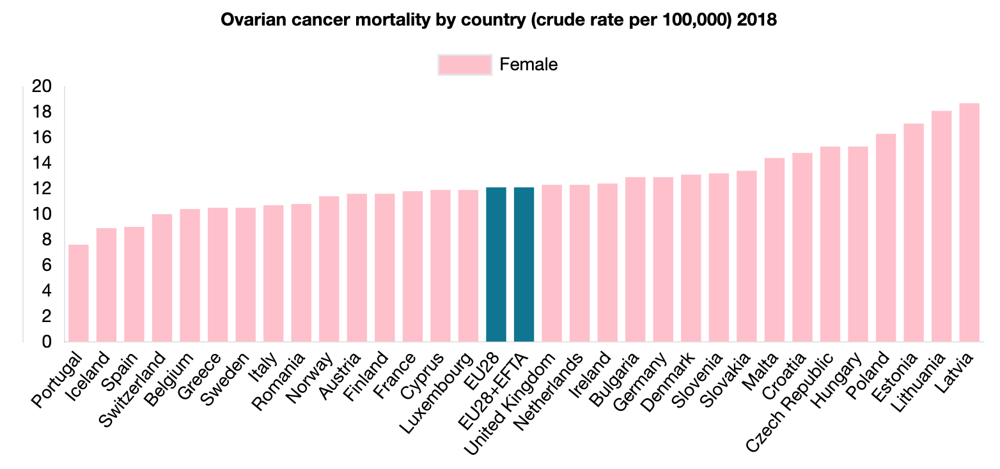 Ovarian cancer mortality by country (crude rate per 100,000) 2018
Female
20
18
16
14
12
10
8
6
4
2
0
Portugal
Iceland
Spain
Switzerland
Belgium
Greece
Sweden
Italy
Romania
Norway
Austria
Finland
France
Cyprus
Luxembourg
EU28
EU28+EFTA
United Kingdom
Netherlands
Ireland
Bulgaria
Germany
Denmark
Slovenia
Slovakia
Malta
Croatia
Czech Republic
Hungary
Poland
Estonia
Lithuania
Latvia